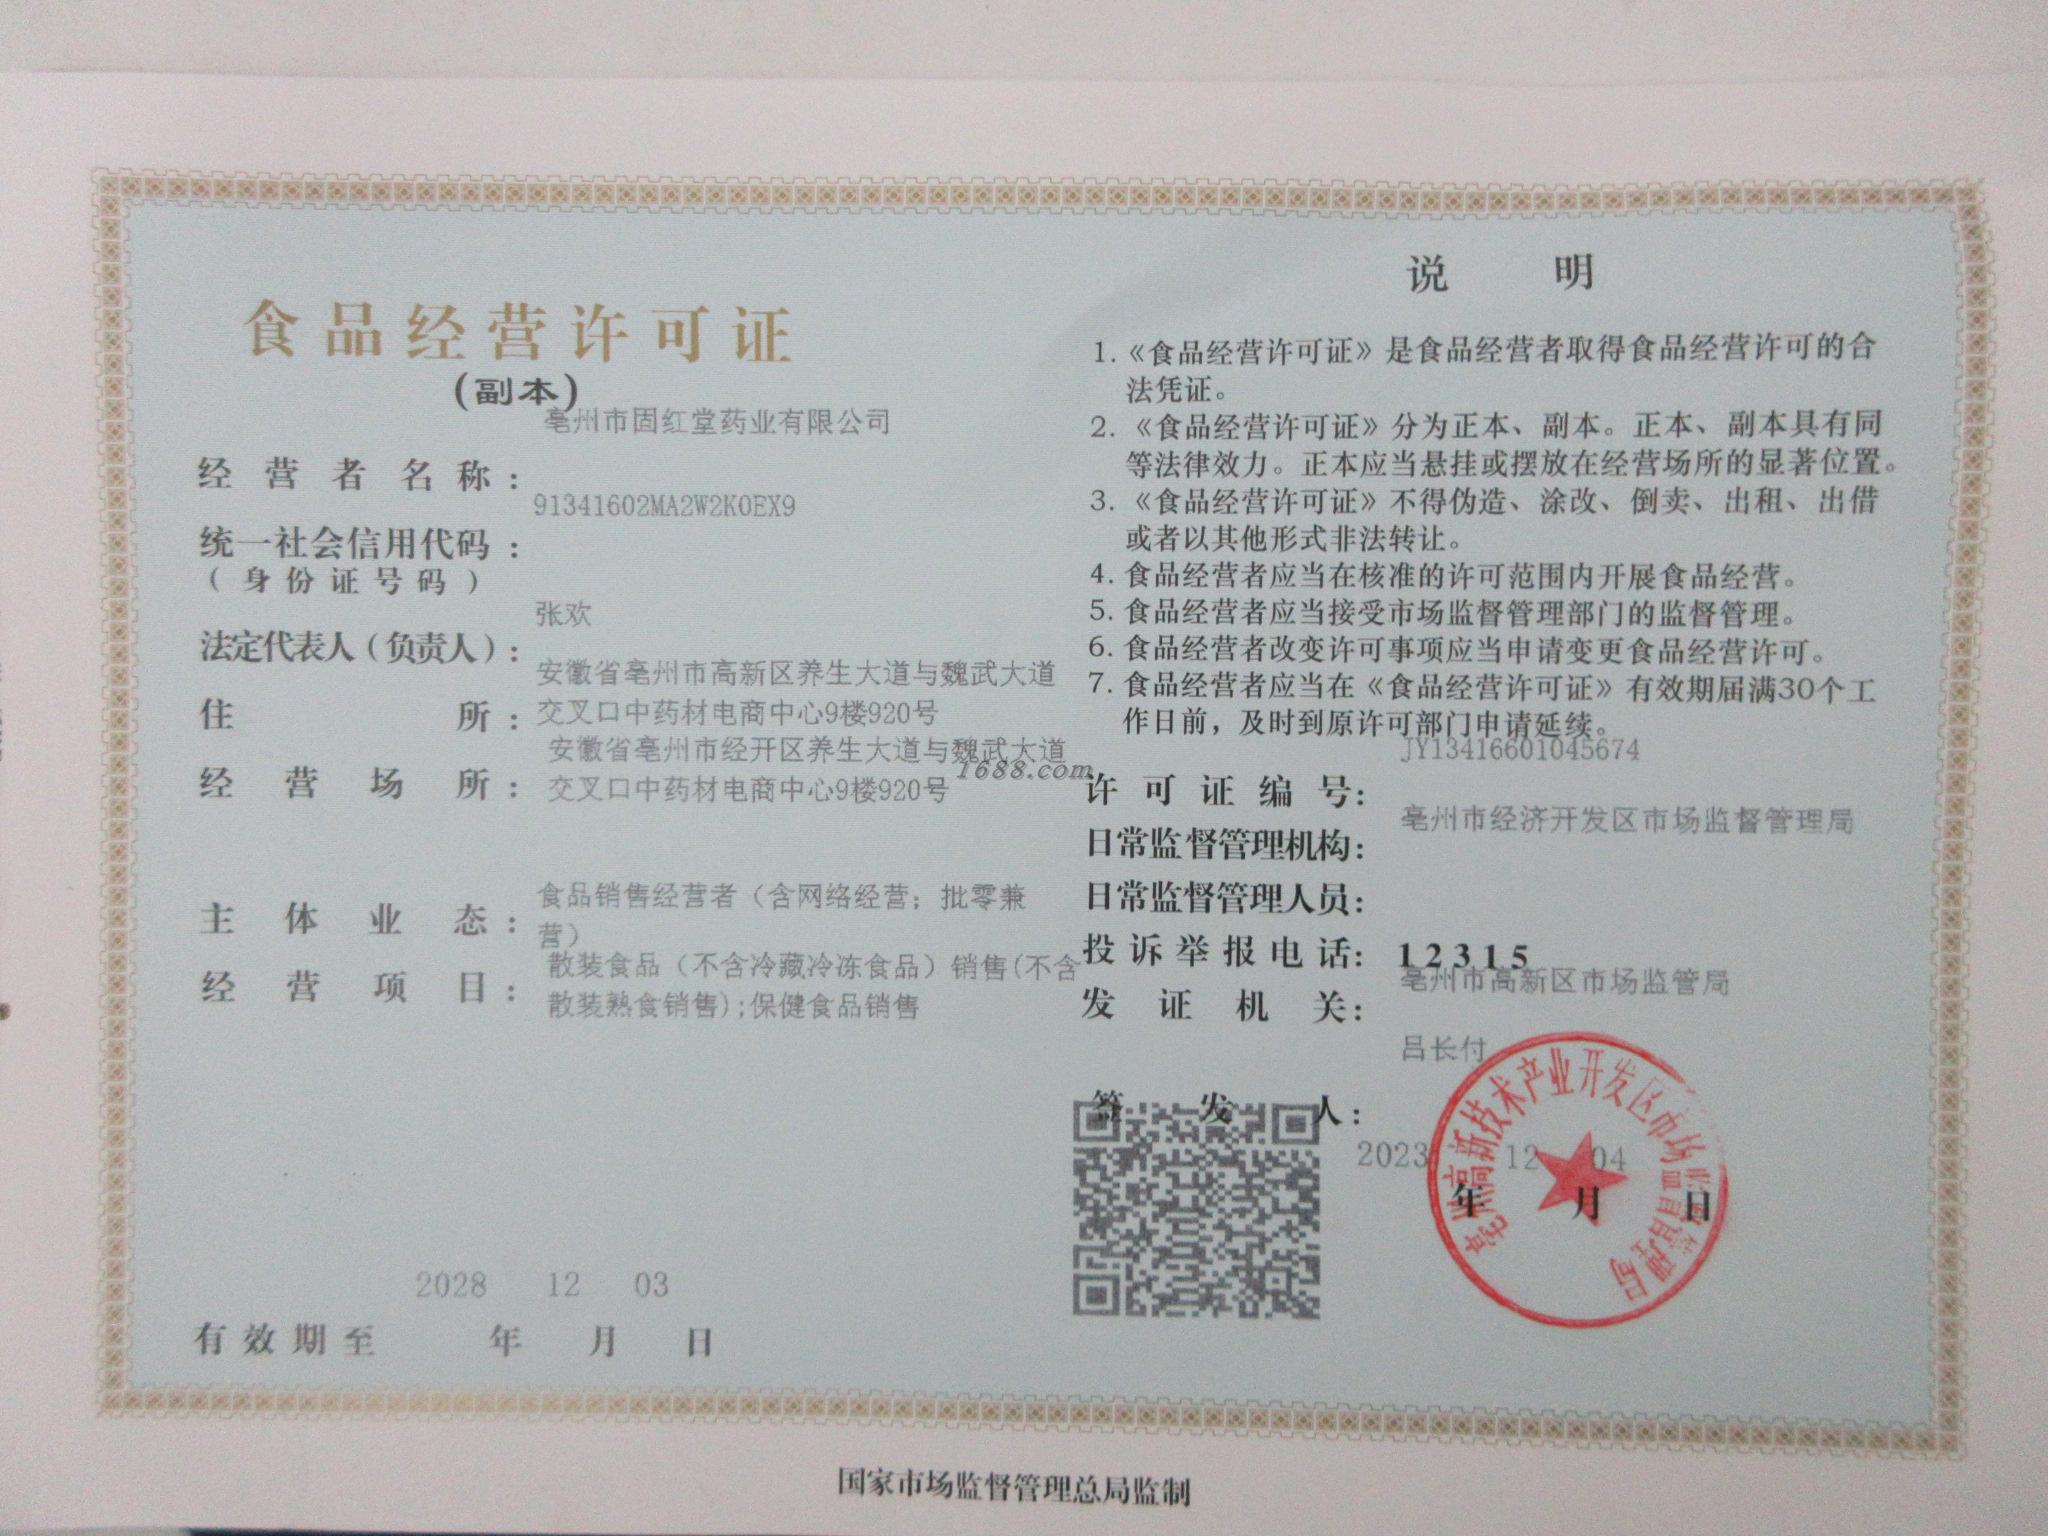 食品经营许可证
(副本)
亳州市固红堂药业有限公司
经营者名称：
91341602MA2W2K0EX9
统一社会信用代码：
(身份证号码)
张欢
法定代表人(负责人)：
安徽省亳州市高新区养生大道与魏武大道
住所：交叉口中药材电商中心9楼920号
安徽省亳州市经开区养生大道与魏武大道
经营场所：交叉口中药材电商中心9楼920号
食品销售经营者（含网络经营；批零兼
主体业态：营）
散装食品（不含冷藏冷冻食品）销售(不含
经营项目：散装熟食销售);保健食品销售
2028 12 03
有效期至 年 月 日
说明
1.《食品经营许可证》是食品经营者取得食品经营许可的合
法凭证。
2.《食品经营许可证》分为正本、副本。正本、副本具有同
等法律效力。正本应当悬挂或摆放在经营场所的显著位置。
3.《食品经营许可证》不得伪造、涂改、倒卖、出租、出借
或者以其他形式非法转让。
4.食品经营者应当在核准的许可范围内开展食品经营。
5.食品经营者应当接受市场监督管理部门的监督管理。
6.食品经营者改变许可事项应当申请变更食品经营许可。
7.食品经营者应当在《食品经营许可证》有效期届满30个工
作日前，及时到原许可部门申请延续。
JY13416601045674
1688.com
许可证编号：
亳州市经济开发区市场监督管理局
日常监督管理机构：
日常监督管理人员：
投诉举报电话：12315
亳州市高新区市场监管局
发证机关：
吕长付
签发人：
2023 12 04
年 月 日
亳州高新技术产业开发区市场监督管理局
国家市场监督管理总局监制